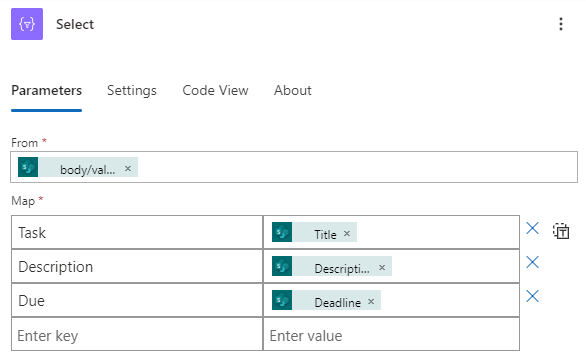 Select
Parameters Settings Code View About
From *
body/val... ×
Map *
Task Title ×
Description Descripti... ×
Due Deadline ×
Enter key Enter value